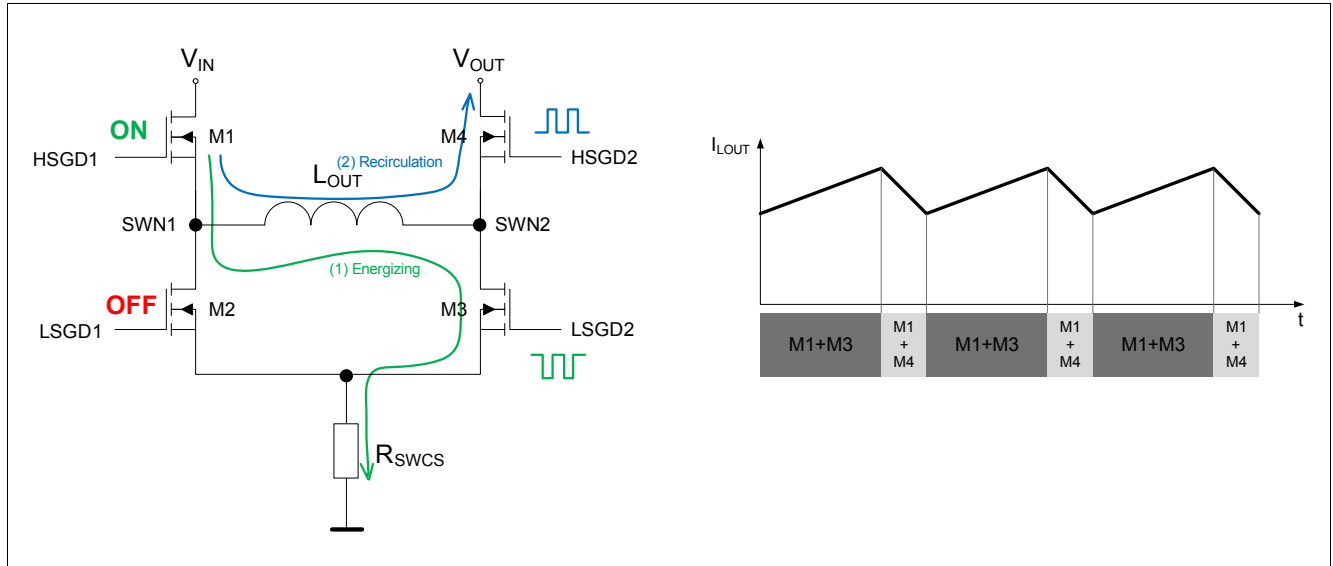 VIN
VOUT
ON
M1
M4
HSGD1
(2) Recirculation
HSGD2
LOUT
SWN1
SWN2
(1) Energizing
OFF
M2
M3
LSGD1
LSGD2
RSWCS
ILOUT
t
M1+M3
M1
+
M4
M1+M3
M1
+
M4
M1+M3
M1
+
M4